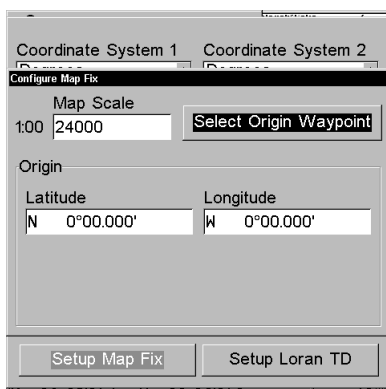 Coordinate System 1 Coordinate System 2
Configure Map Fix
Map Scale
1:00 24000 Select Origin Waypoint
Origin
Latitude Longitude
N 0°00.000' W 0°00.000'
Setup Map Fix Setup Loran TD